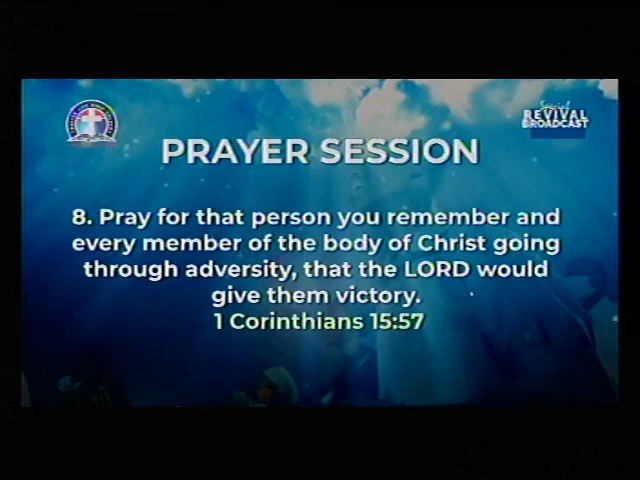 Special
REVIVAL
BROADCAST
PRAYER SESSION
8. Pray for that person you remember and
every member of the body of Christ going
through adversity, that the LORD would
give them victory.
1 Corinthians 15:57